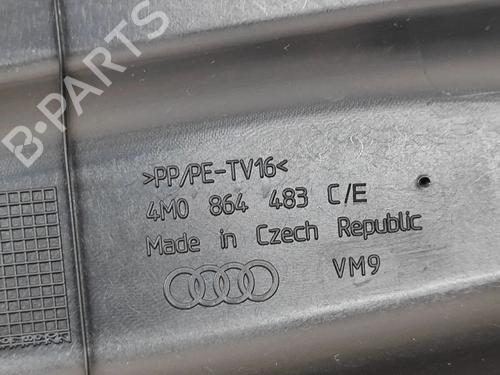 B-PARTS
>PP/PE-TV16<
4M0 864 483 C/E
Made in Czech Republic
VM9